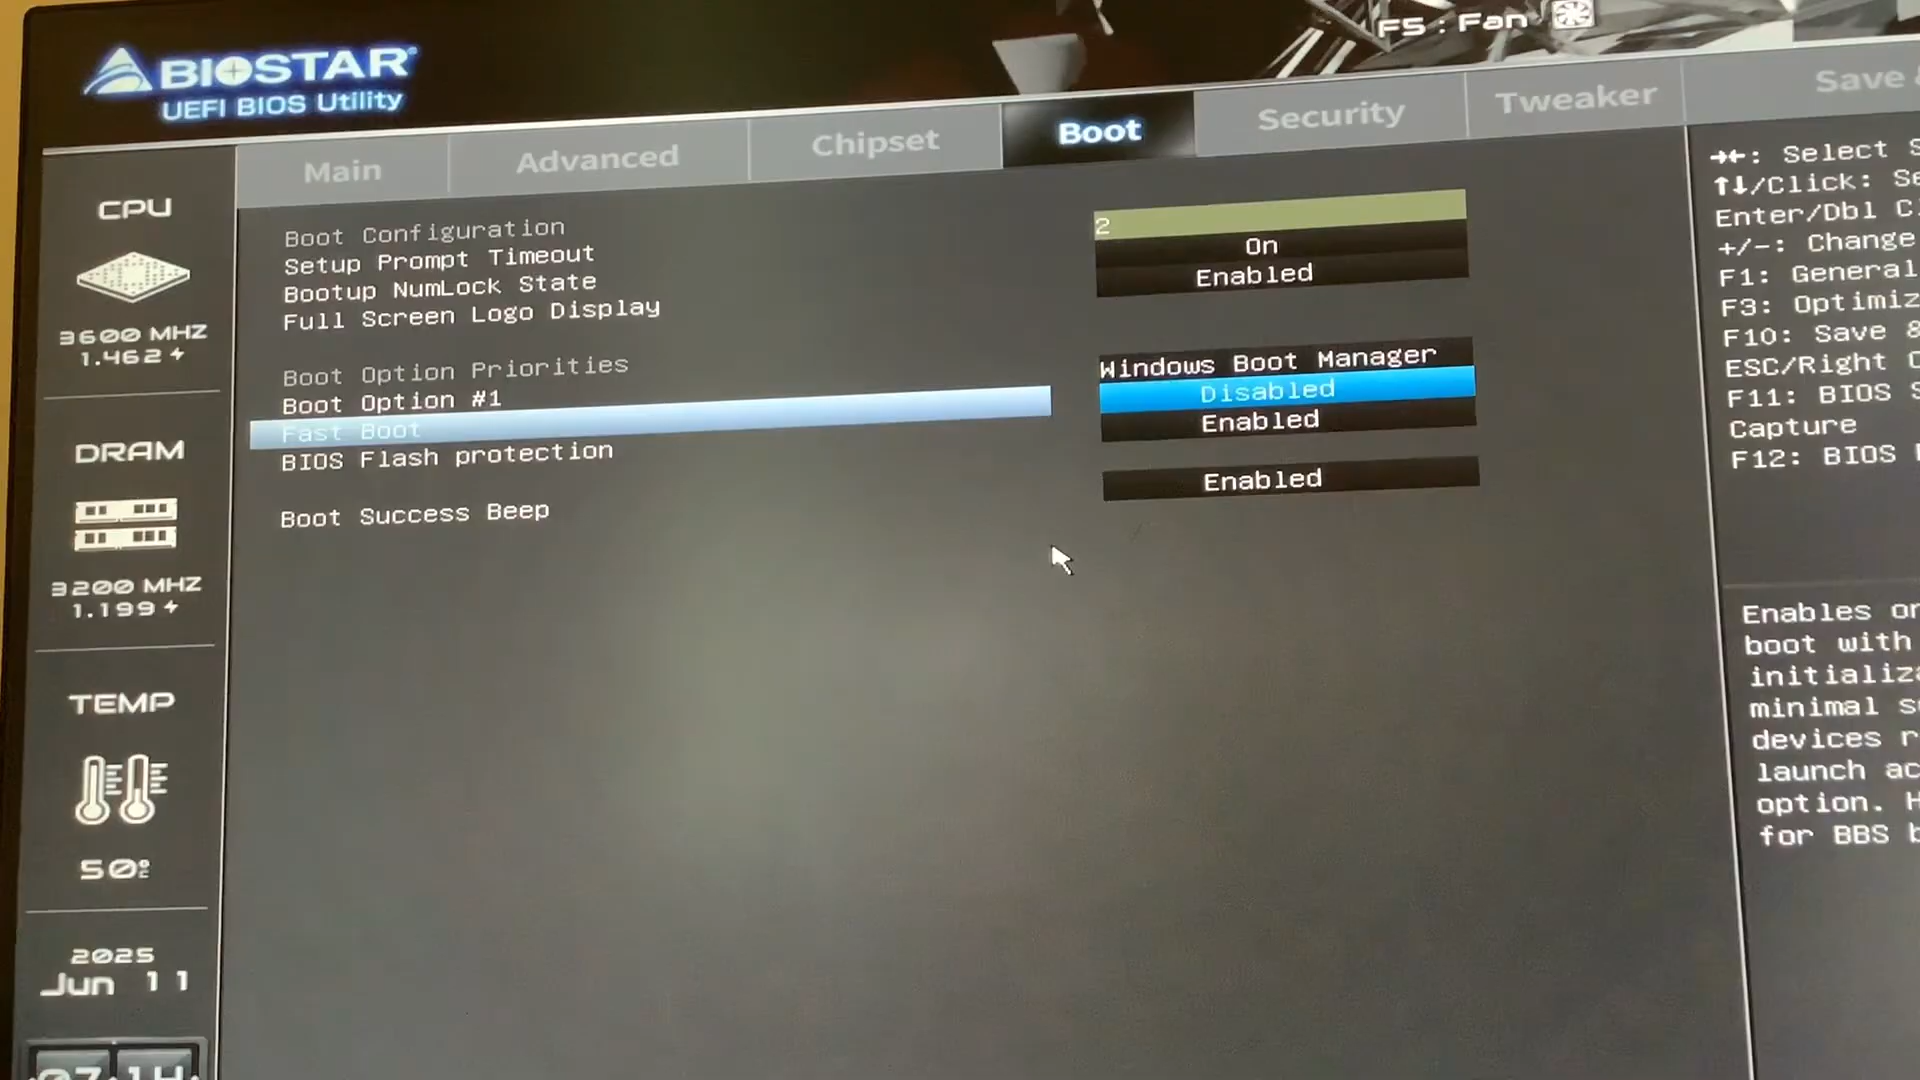 F5 : Fan
BIOSTAR
UEFI BIOS Utility
Main
Advanced
Chipset
Boot
Security
Tweaker
Save
CPU
3600 MHZ
1.462
DRAM
3200 MHZ
1.199
TEMP
50°C
2025
Jun 11
Boot Configuration
Setup Prompt Timeout 2
Bootup NumLock State On
Full Screen Logo Display Enabled
Boot Option Priorities
Boot Option #1 Windows Boot Manager
Fast Boot Disabled
BIOS Flash protection Enabled
Boot Success Beep Enabled
→←: Select
↑↓/Click:
Enter/Dbl
+/-: Change
F1: General
F3:
F10: Save &
ESC/Right
F11: BIOS
Capture
F12: BIOS
Enables
boot with
minimal
devices
launch
option.
for BBS